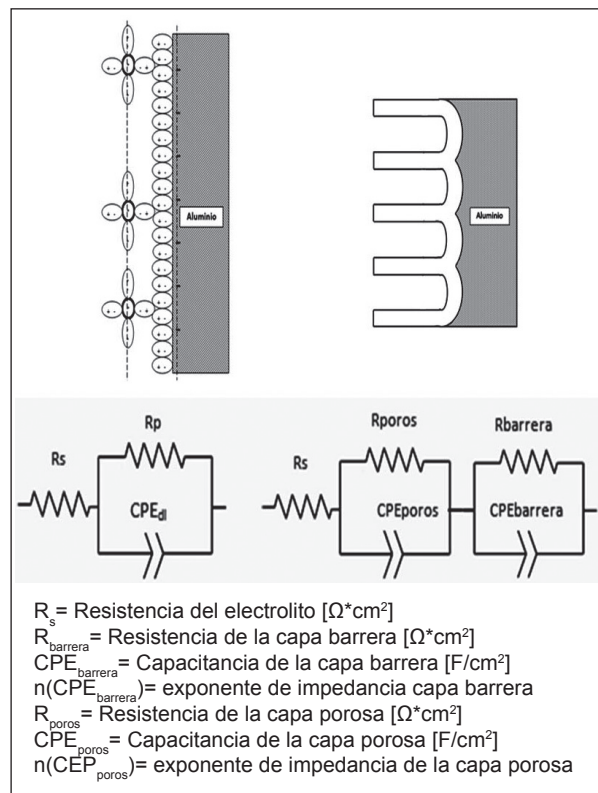 Aluminio
Aluminio
Rp
Rs
CPEdl
Rporos
Rbarrera
Rs
CPEporos
CPEbarrera
Rs= Resistencia del electrolito [Ω*cm²]
Rbarrera= Resistencia de la capa barrera [Ω*cm²]
CPEbarrera= Capacitancia de la capa barrera [F/cm²]
n(CPEbarrera)= exponente de impedancia capa barrera
Rporos= Resistencia de la capa porosa [Ω*cm²]
CPEporos= Capacitancia de la capa porosa [F/cm²]
n(CEPporos)= exponente de impedancia de la capa porosa